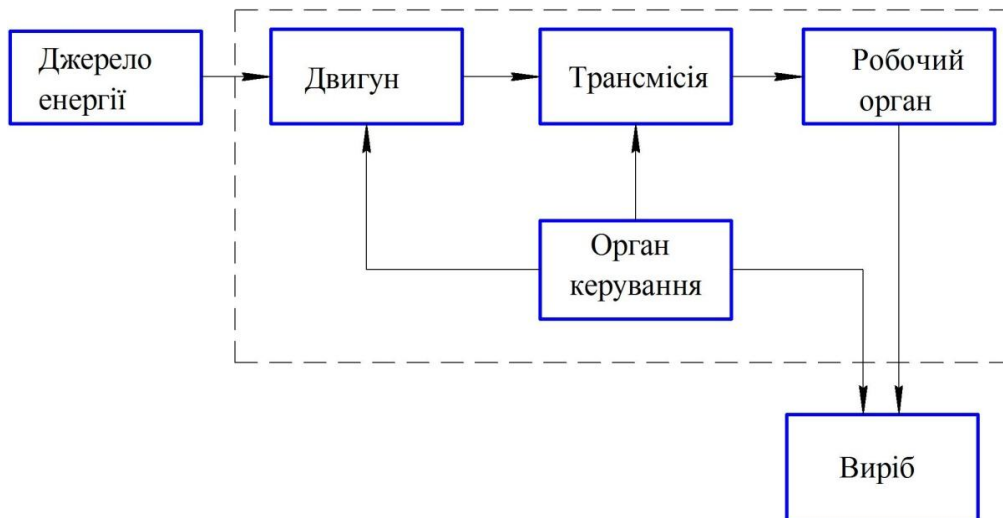 Джерело
енергії
Двигун
Трансмісія
Робочий
орган
Орган
керування
Виріб